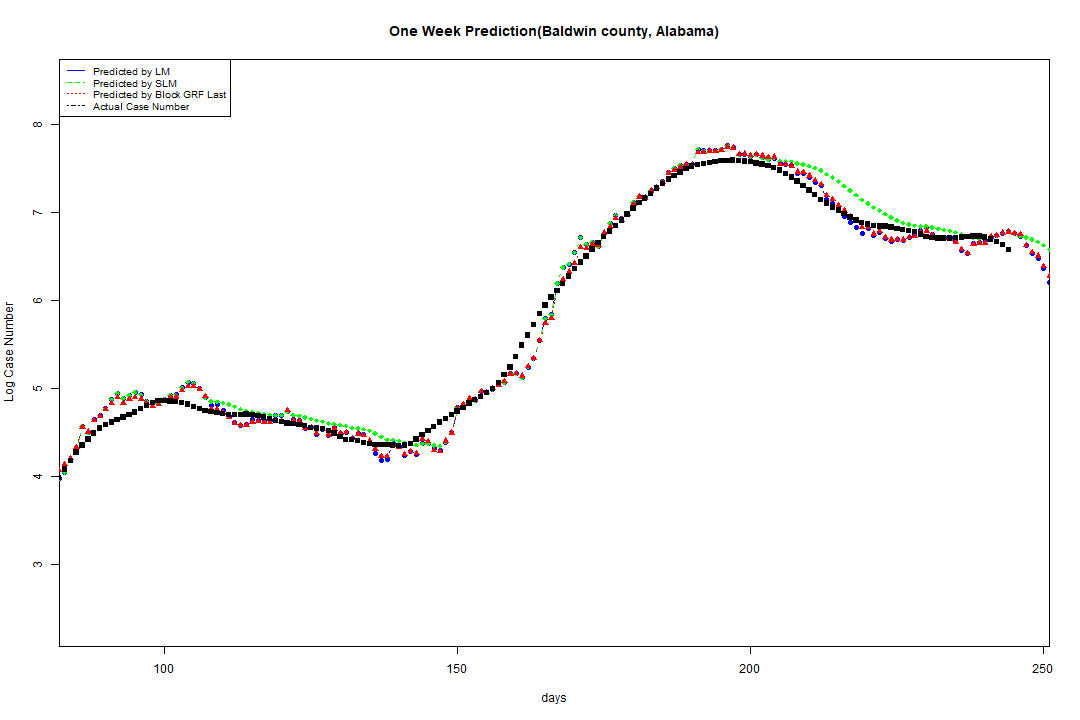 One Week Prediction(Baldwin county, Alabama)
Predicted by LM
Predicted by SLM
Predicted by Block GRF Last
Actual Case Number
8
7
6
5
4
3
Log Case Number
100
150
200
250
days